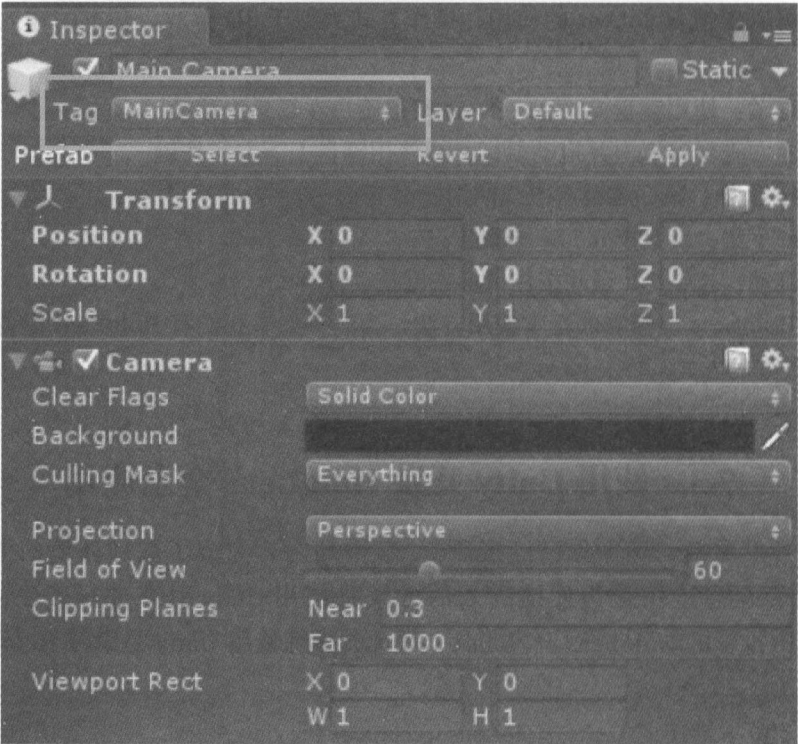 Inspector
Main Camera Static
Tag MainCamera Layer Default
Prefab Select Revert Apply
Transform
Position X 0 Y 0 Z 0
Rotation X 0 Y 0 Z 0
Scale X 1 Y 1 Z 1
Camera
Clear Flags Solid Color
Background
Culling Mask Everything
Projection Perspective
Field of View 60
Clipping Planes Near 0.3
Far 1000
Viewport Rect X 0 Y 0
W 1 H 1